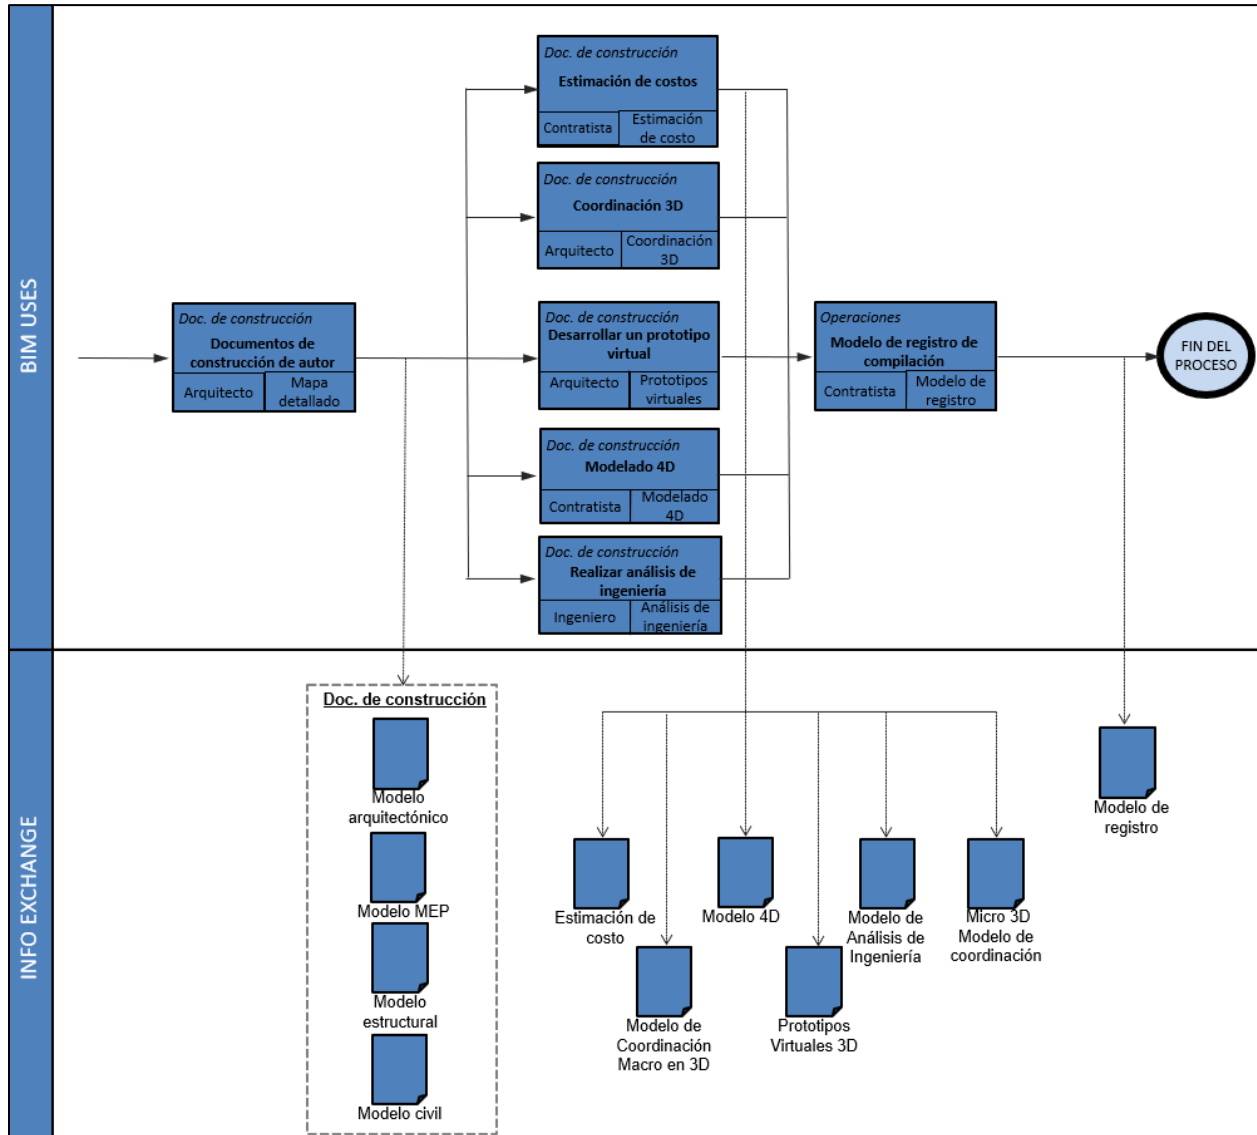 BIM USES
Doc. de construcción
Documentos de
construcción de autor
Arquitecto
Mapa
detallado
Doc. de construcción
Estimación de costos
Contratista
Estimación
de costo
Doc. de construcción
Coordinación 3D
Arquitecto
Coordinación
3D
Doc. de construcción
Desarrollar un prototipo
virtual
Arquitecto
Prototipos
virtuales
Doc. de construcción
Modelado 4D
Contratista
Modelado
4D
Doc. de construcción
Realizar análisis de
ingeniería
Ingeniero
Análisis de
ingeniería
Operaciones
Modelo de registro de
compilación
Contratista
Modelo de
registro
FIN DEL
PROCESO
INFO EXCHANGE
Doc. de construcción
Modelo
arquitectónico
Modelo MEP
Modelo
estructural
Modelo civil
Estimación de
costo
Modelo de
Coordinación
Macro en 3D
Modelo 4D
Prototipos
Virtuales 3D
Modelo de
Análisis de
Ingeniería
Micro 3D
Modelo de
coordinación
Modelo de
registro